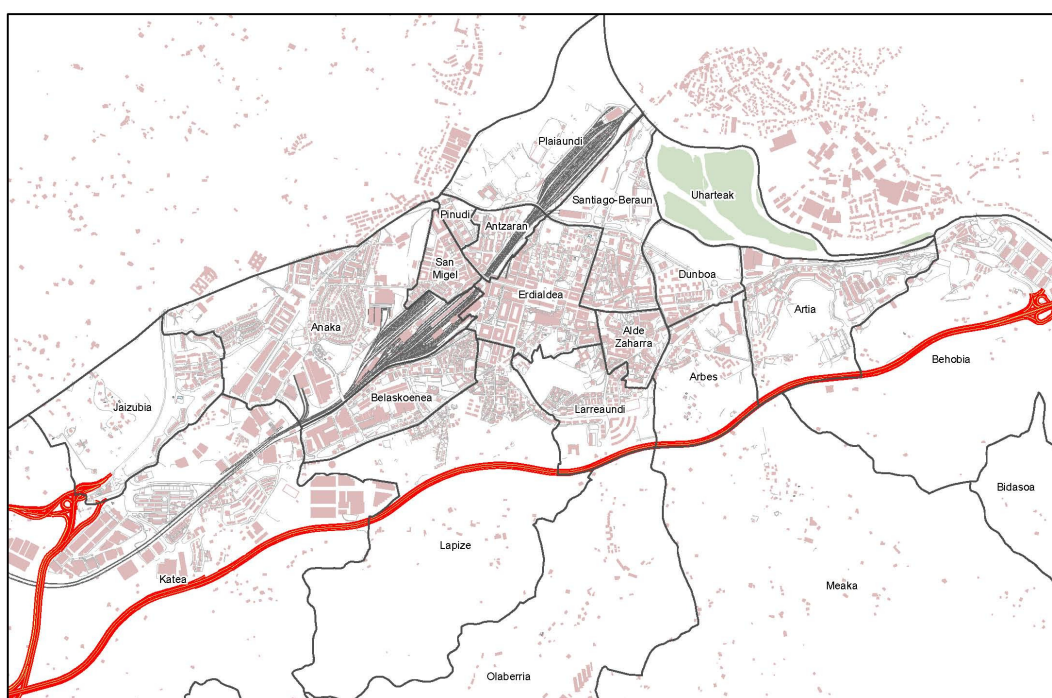 Plaiaundi
Uharteak
Santiago-Beraun
Pinudi
Antzaran
San
Migel
Dunboa
Erdialdea
Artia
Anaka
Alde
Zaharra
Behobia
Arbes
Belaskoenea
Jaizubia
Larreaundi
Bidasoa
Lapize
Katea
Meaka
Olaberria